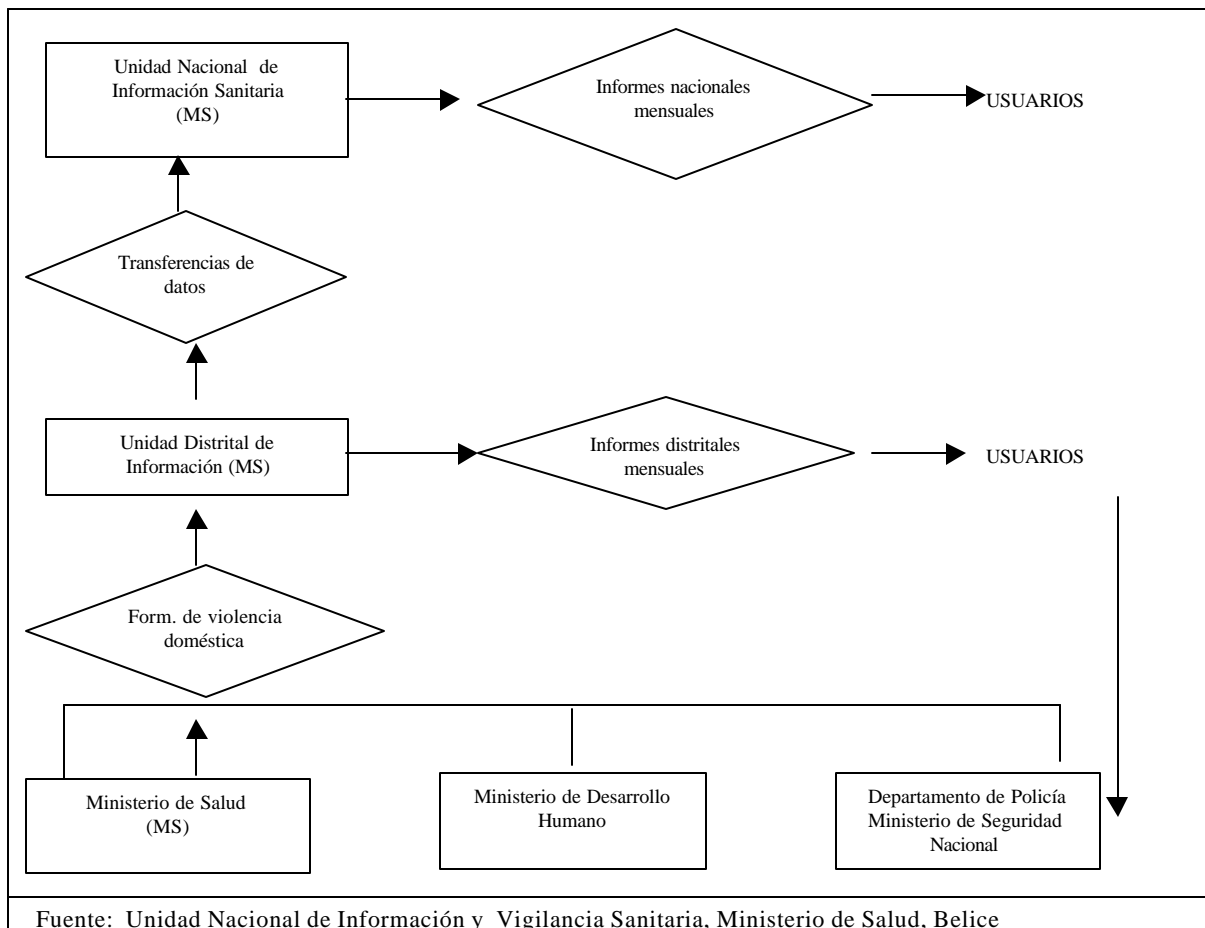 Unidad Nacional de
Información Sanitaria
(MS)
Informes nacionales
mensuales
USUARIOS
Transferencias de
datos
Unidad Distrital de
Información (MS)
Informes distritales
mensuales
USUARIOS
Form. de violencia
doméstica
Ministerio de Salud
(MS)
Ministerio de Desarrollo
Humano
Departamento de Policía
Ministerio de Seguridad
Nacional
Fuente: Unidad Nacional de Información y Vigilancia Sanitaria, Ministerio de Salud, Belice